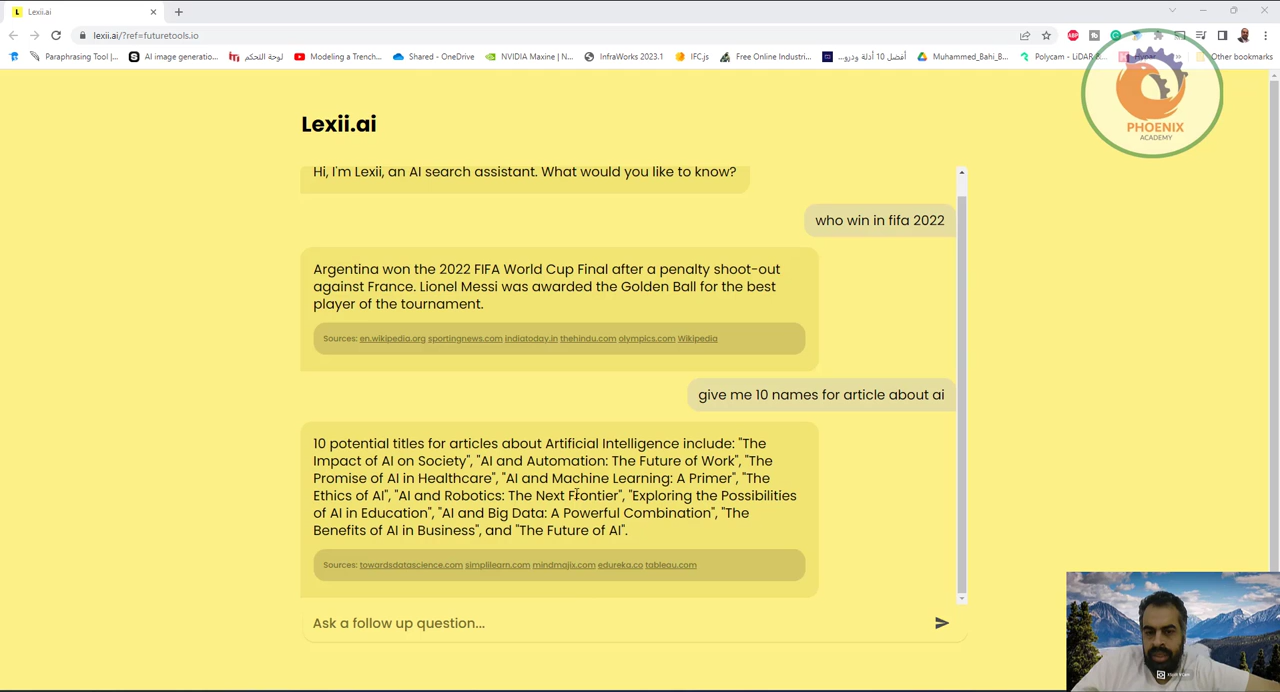 Lexii.ai
lexii.ai/?ref=futuretools.io
Paraphrasing Tool |... AI image generatio... لوحة التحكم Modeling a Trench... Shared - OneDrive NVIDIA Maxine | N... InfraWorks 2023.1 IFC.js Free Online Industri... أفضل 10 أدلة ودرو... Muhammed_Bahi_B... Polycam - LiDAR Other bookmarks
PHOENIX
ACADEMY
Lexii.ai
Hi, I'm Lexii, an AI search assistant. What would you like to know?
who win in fifa 2022
Argentina won the 2022 FIFA World Cup Final after a penalty shoot-out
against France. Lionel Messi was awarded the Golden Ball for the best
player of the tournament.
Sources: en.wikipedia.org sportingnews.com indiatoday.in thehindu.com olympics.com Wikipedia
give me 10 names for article about ai
10 potential titles for articles about Artificial Intelligence include: "The
Impact of AI on Society", "AI and Automation: The Future of Work", "The
Promise of AI in Healthcare", "AI and Machine Learning: A Primer", "The
Ethics of AI", "AI and Robotics: The Next Frontier", "Exploring the Possibilities
of AI in Education", "AI and Big Data: A Powerful Combination", "The
Benefits of AI in Business", and "The Future of AI".
Sources: towardsdatascience.com simplilearn.com mindmajix.com edureka.co tableau.com
Ask a follow up question...